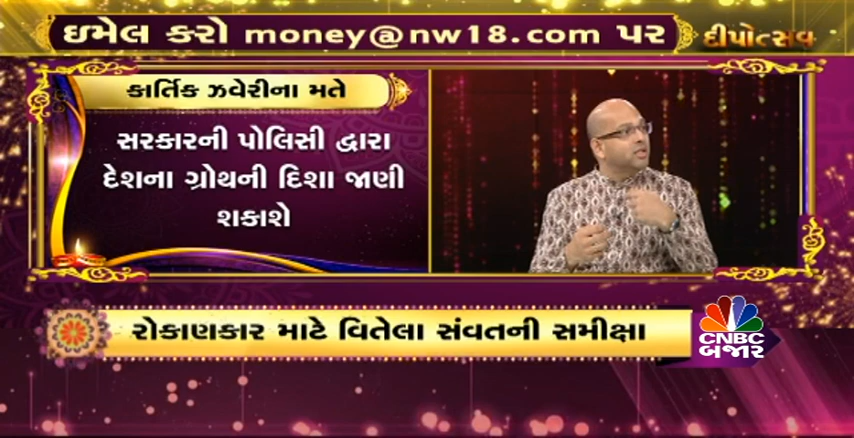 ઇમેલ કરો money@nw18.com પર
દીપોત્સવ
કાર્તિક ઝવેરીના મતે
સરકારની પોલિસી દ્વારા
દેશના ગ્રોથની દિશા જાણી
શકાશે
રોકાણકાર માટે વિતેલા સંવતની સમીક્ષા
CNBC
બજાર